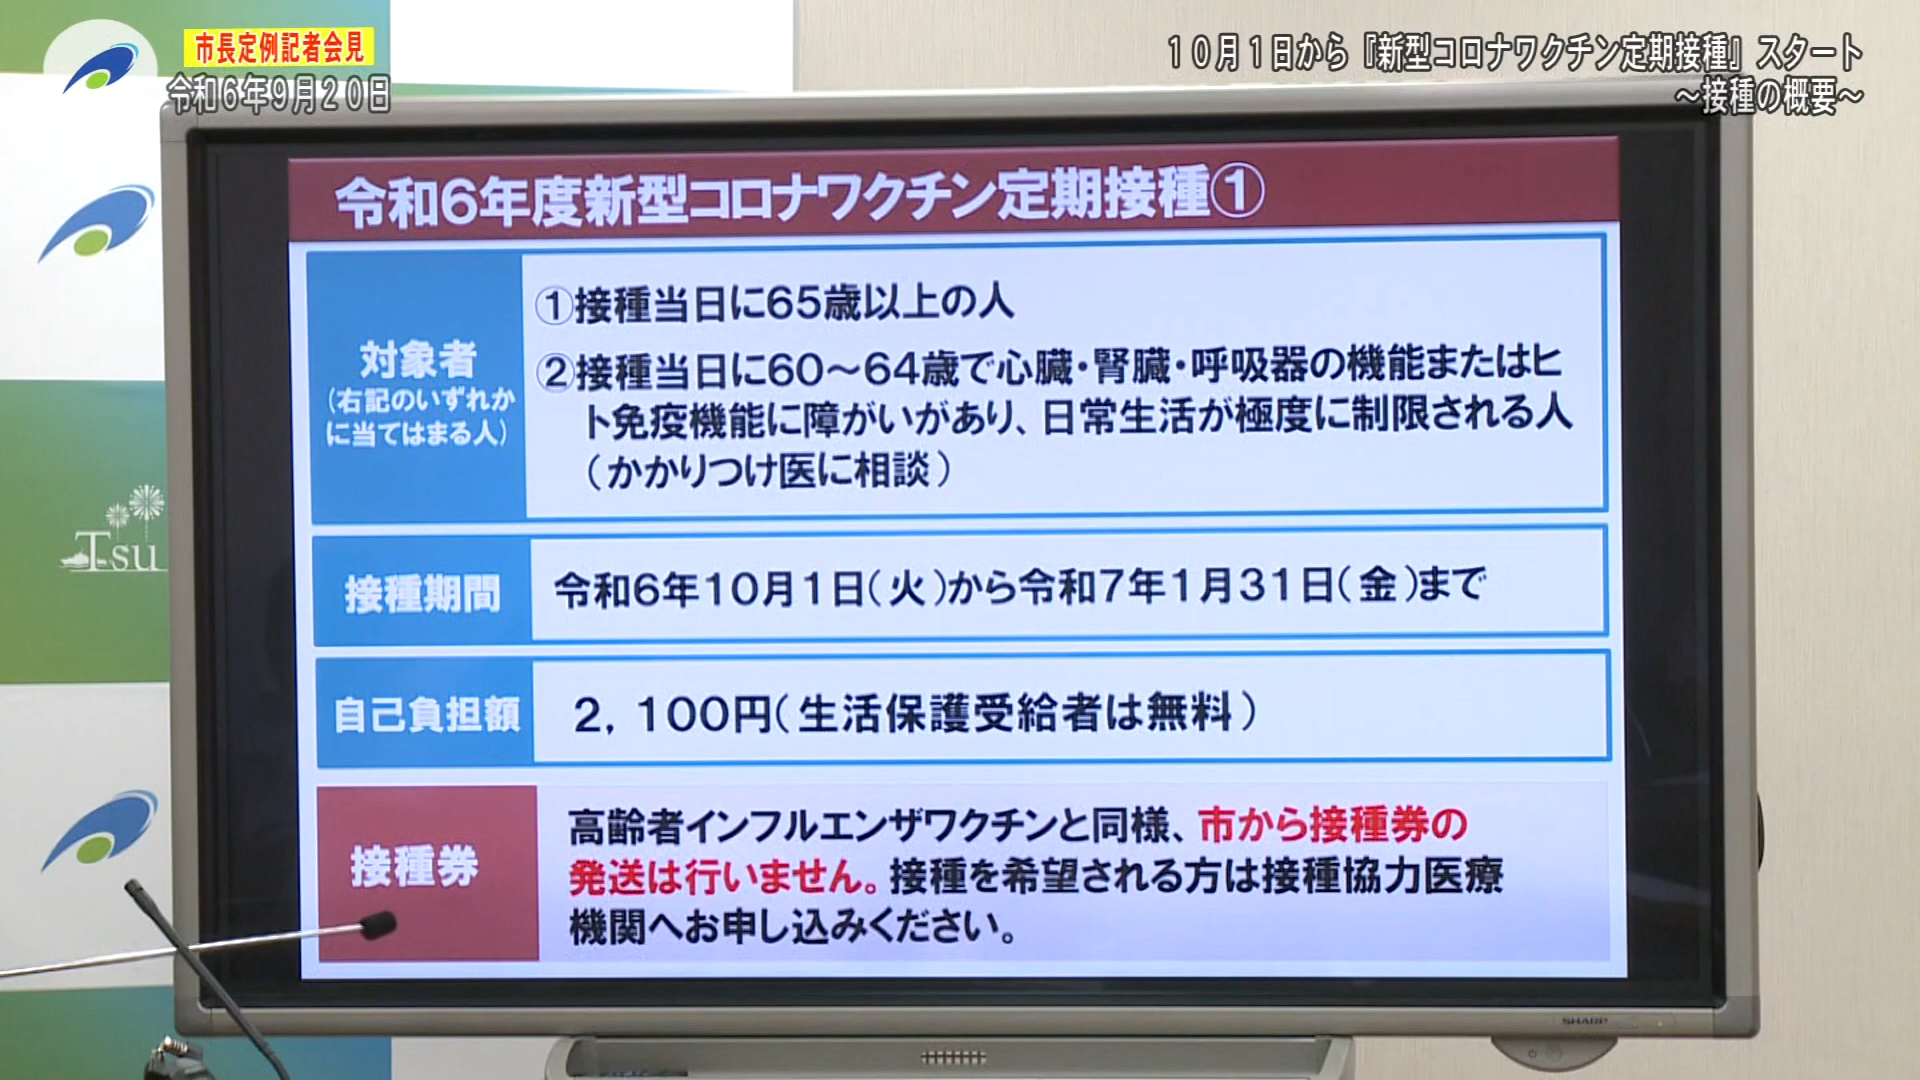 市長定例記者会見
令和6年9月20日
10月1日から『新型コロナワクチン定期接種』スタート
～接種の概要～
令和6年度新型コロナワクチン定期接種①
対象者
（右記のいずれか
に当てはまる人）
①接種当日に65歳以上の人
②接種当日に60～64歳で心臓・腎臓・呼吸器の機能またはヒ
ト免疫機能に障がいがあり、日常生活が極度に制限される人
（かかりつけ医に相談）
接種期間
令和6年10月1日（火）から令和7年1月31日（金）まで
自己負担額
2，100円（生活保護受給者は無料）
接種券
高齢者インフルエンザワクチンと同様、市から接種券の
発送は行いません。接種を希望される方は接種協力医療
機関へお申し込みください。
Tsu
SHARP